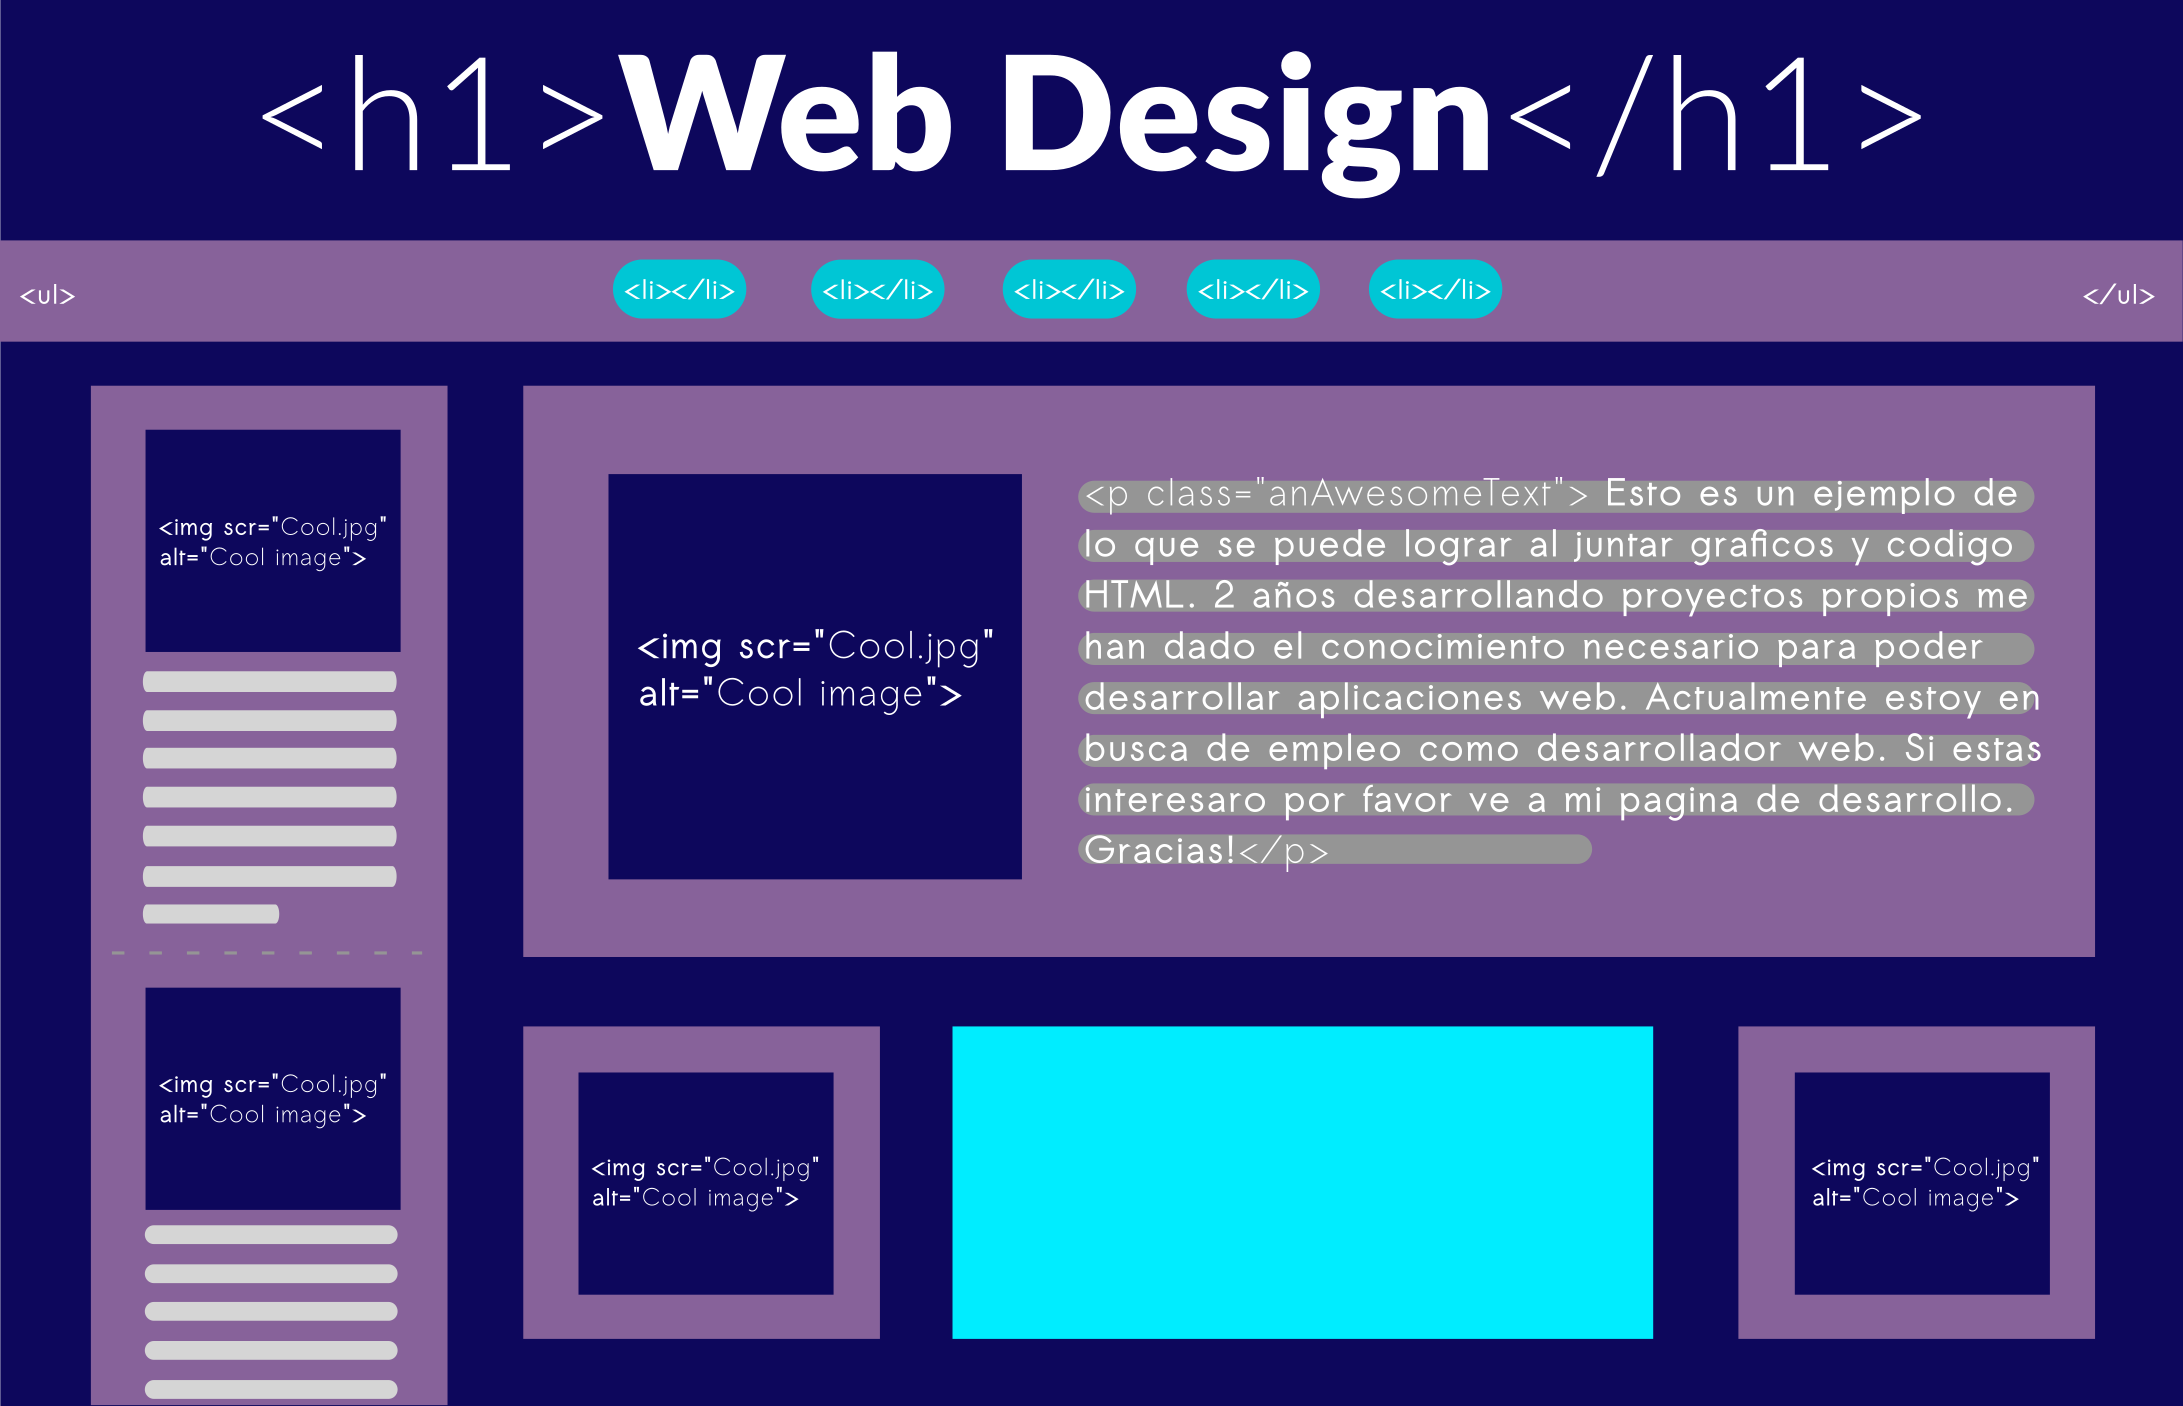 <h1>Web Design</h1>
<ul>
<li></li>
<li></li>
<li></li>
<li></li>
<li></li>
</ul>
<img scr="Cool.jpg"
alt="Cool image">
<img scr="Cool.jpg"
alt="Cool image">
<img scr="Cool.jpg"
alt="Cool image">
<p class="anAwesomeText"> Esto es un ejemplo de
lo que se puede lograr al juntar graficos y codigo
HTML. 2 años desarrollando proyectos propios me
han dado el conocimiento necesario para poder
desarrollar aplicaciones web. Actualmente estoy en
busca de empleo como desarrollador web. Si estas
interesaro por favor ve a mi pagina de desarrollo.
Gracias!</p>
<img scr="Cool.jpg"
alt="Cool image">
<img scr="Cool.jpg"
alt="Cool image">